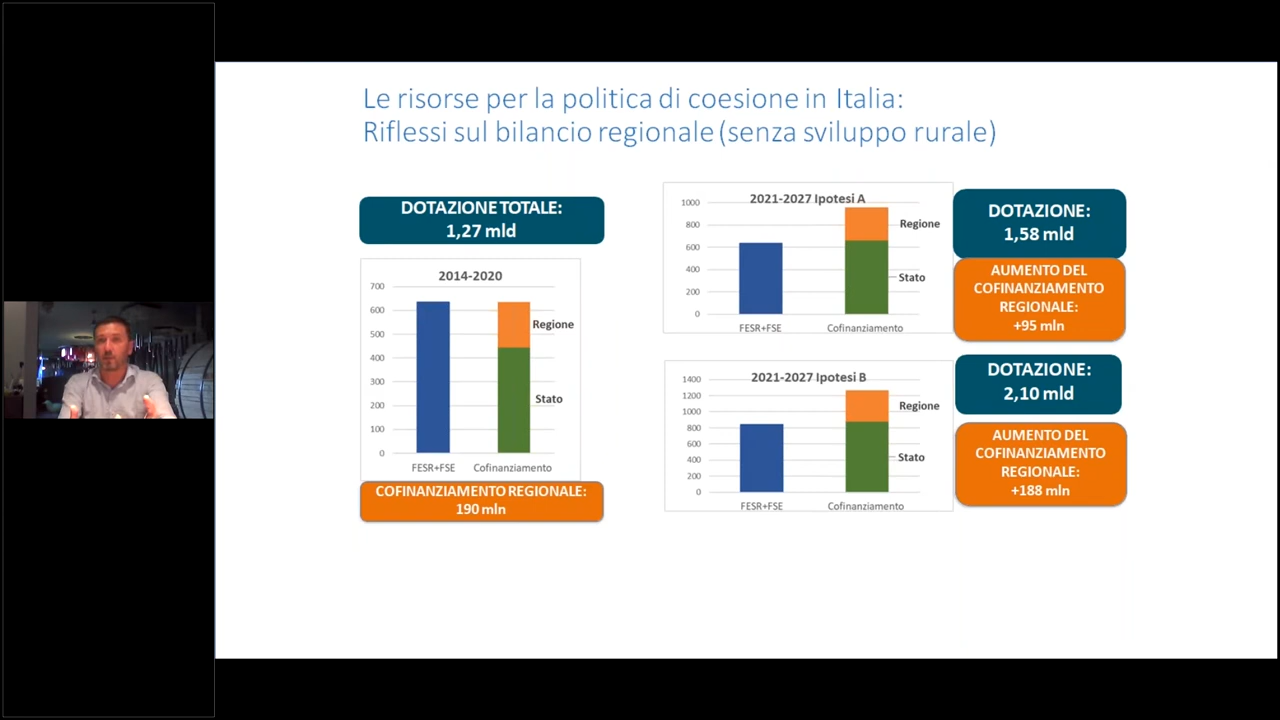 Le risorse per la politica di coesione in Italia:
Riflessi sul bilancio regionale (senza sviluppo rurale)
DOTAZIONE TOTALE:
1,27 mld
2014-2020
700
600
500
400
300
200
100
0
Regione
Stato
FESR+FSE
Cofinanziamento
COFINANZIAMENTO REGIONALE:
190 mln
2021-2027 Ipotesi A
1000
800
600
400
200
0
Regione
Stato
FESR+FSE
Cofinanziamento
DOTAZIONE:
1,58 mld
AUMENTO DEL
COFINANZIAMENTO
REGIONALE:
+95 mln
2021-2027 Ipotesi B
1400
1200
1000
800
600
400
200
0
Regione
Stato
FESR+FSE
Cofinanziamento
DOTAZIONE:
2,10 mld
AUMENTO DEL
COFINANZIAMENTO
REGIONALE:
+188 mln